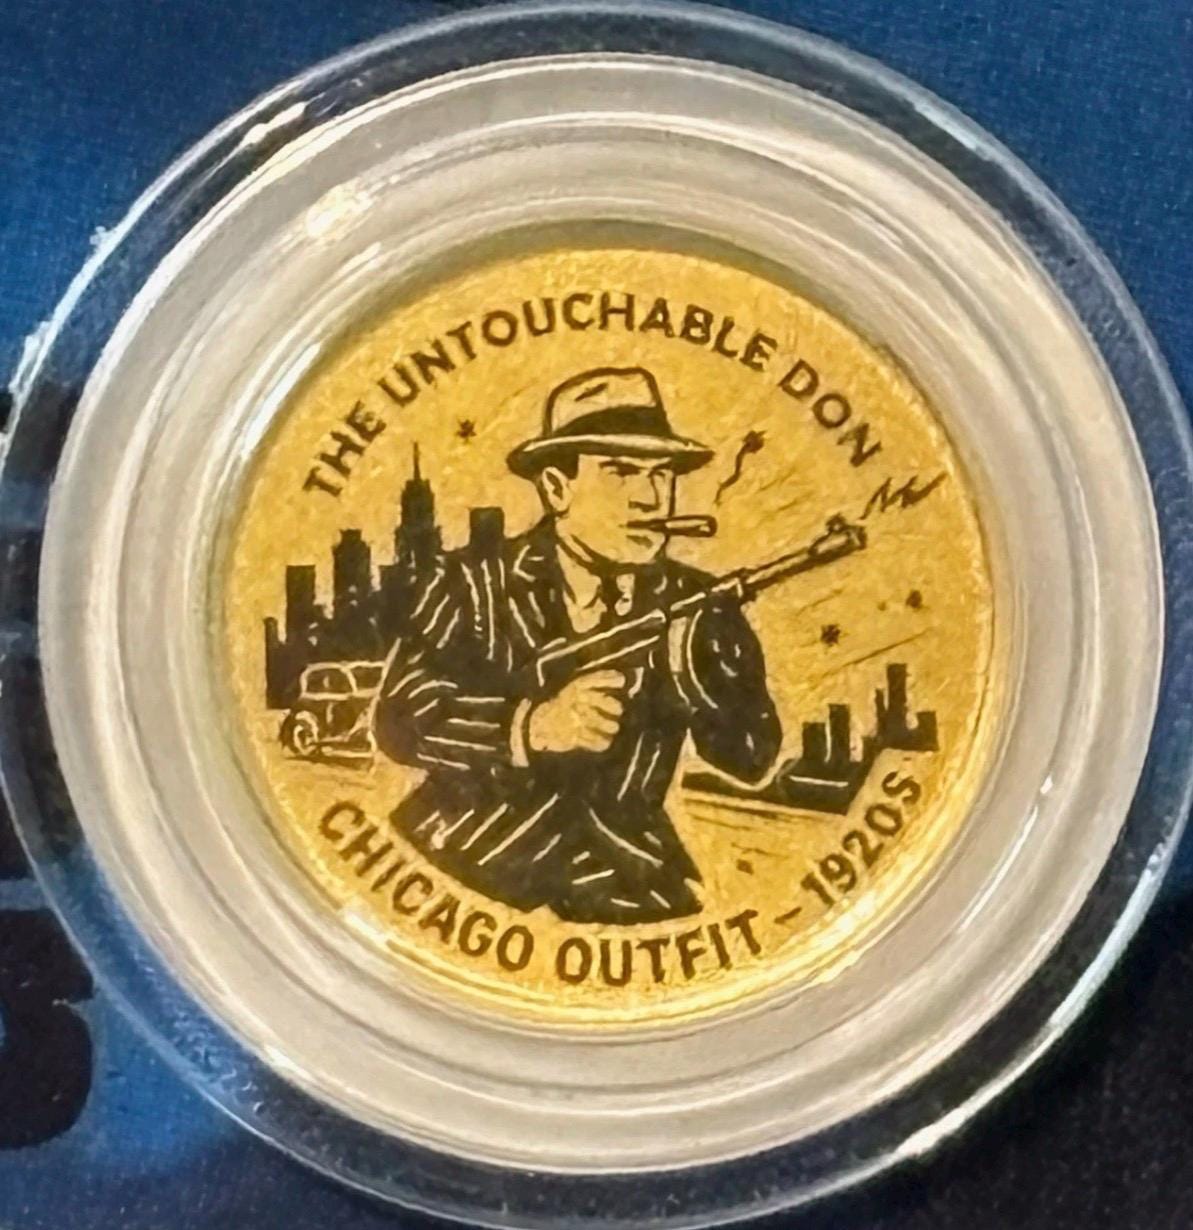 THE UNTOUCHABLE DON
CHICAGO OUTFIT - 1920S